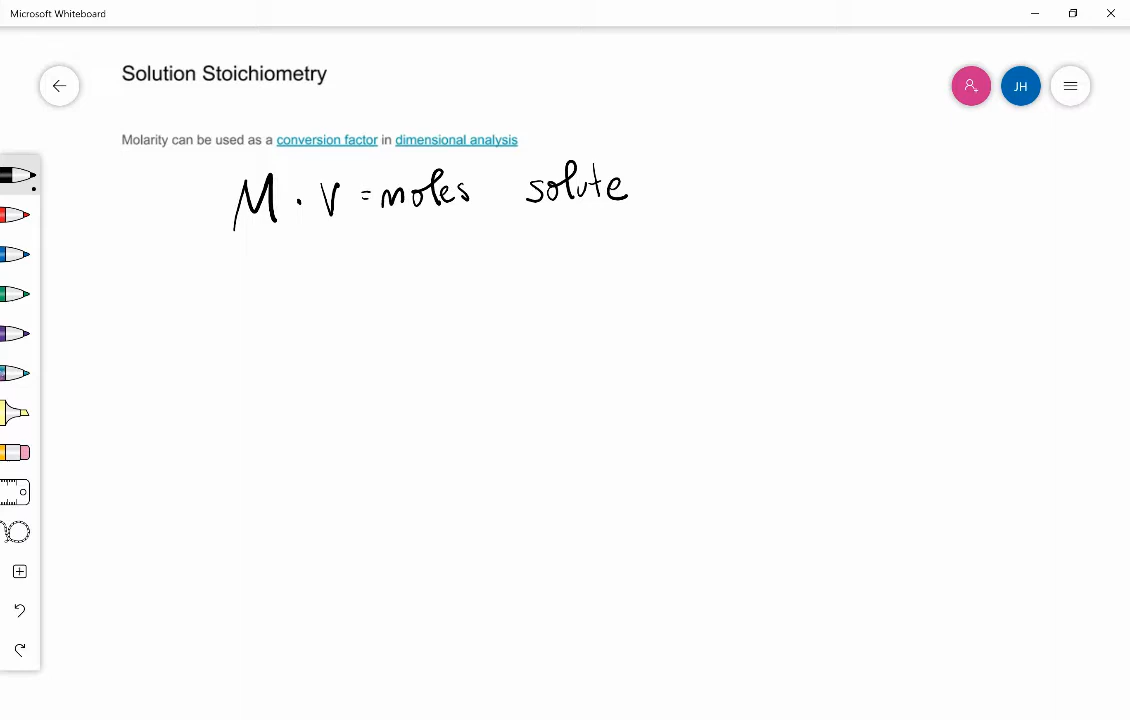 Microsoft Whiteboard
Solution Stoichiometry
JH
Molarity can be used as a conversion factor in dimensional analysis
M · V = moles solute